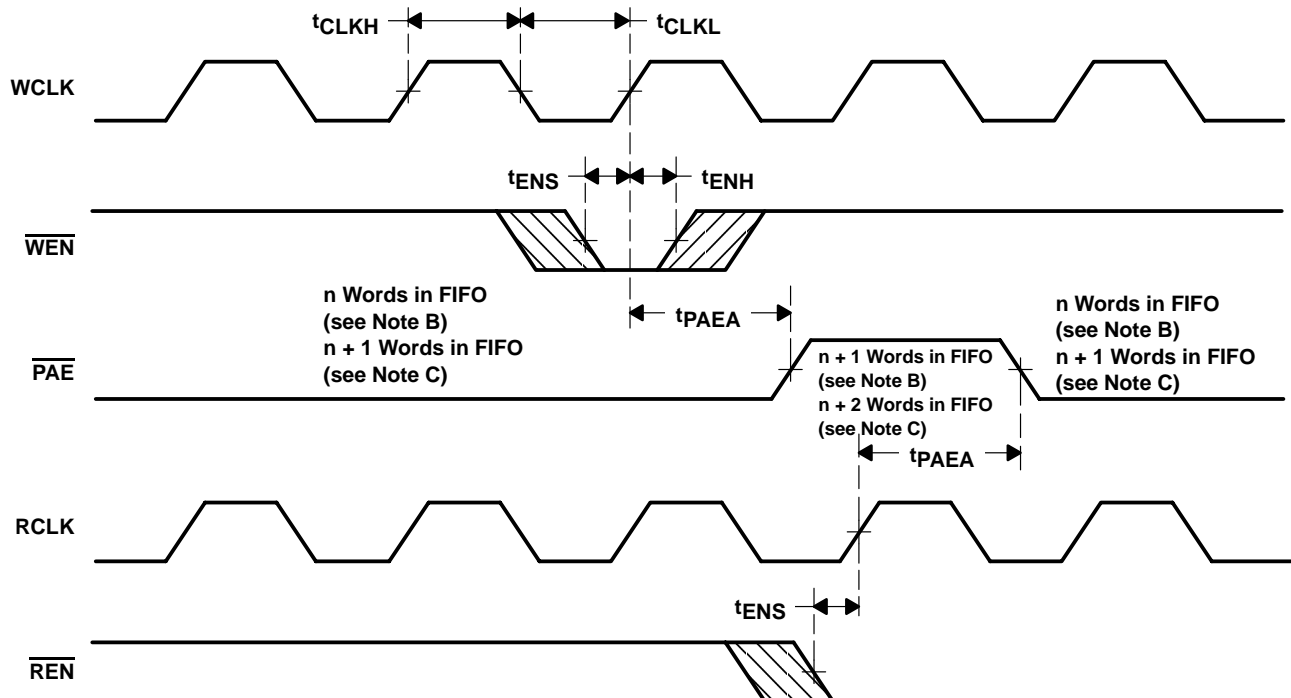 tCLKH
tCLKL
WCLK
tENS
tENH
WEN
n Words in FIFO
(see Note B)
n + 1 Words in FIFO
(see Note C)
tPAEA
n Words in FIFO
(see Note B)
n + 1 Words in FIFO
(see Note C)
PAE
n + 1 Words in FIFO
(see Note B)
n + 2 Words in FIFO
(see Note C)
tPAEA
RCLK
tENS
REN